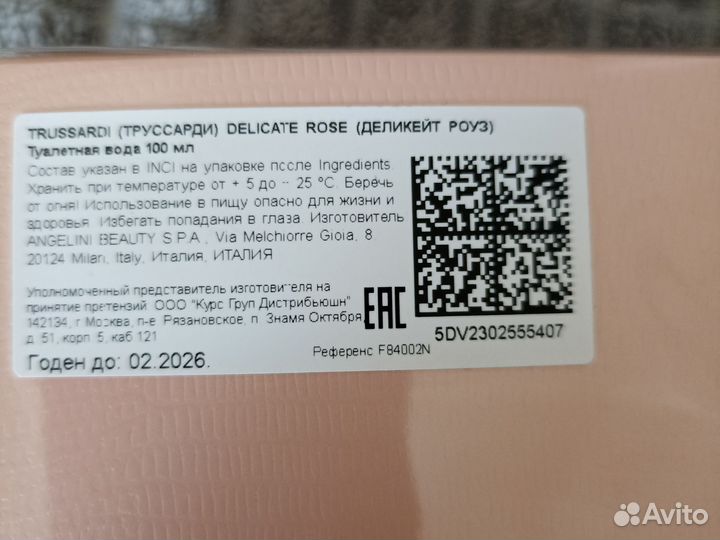 TRUSSARDI (ТРУССАРДИ) DELICATE ROSE (ДЕЛИКЕЙТ РОУЗ)
Туалетная вода 100 мл
Состав указан в INCI на упаковке после Ingredients.
Хранить при температуре от + 5 до + 25 °C. Беречь
от огня! Использование в пищу опасно для жизни и
здоровья. Избегать попадания в глаза. Изготовитель
ANGELINI BEAUTY S.P.A., Via Melchiorre Gioia, 8
20124 Milan, Italy, Италия, ИТАЛИЯ
Уполномоченный представитель изготовителя на
принятие претензий: ООО "Курс Груп Дистрибьюшн"
142134, г Москва, п-е. Рязановское, п. Знамя Октября,
д. 51, корп. 5, каб 121
EAC
Годен до: 02.2026.
Референс F84002N
5DV2302555407
Avito